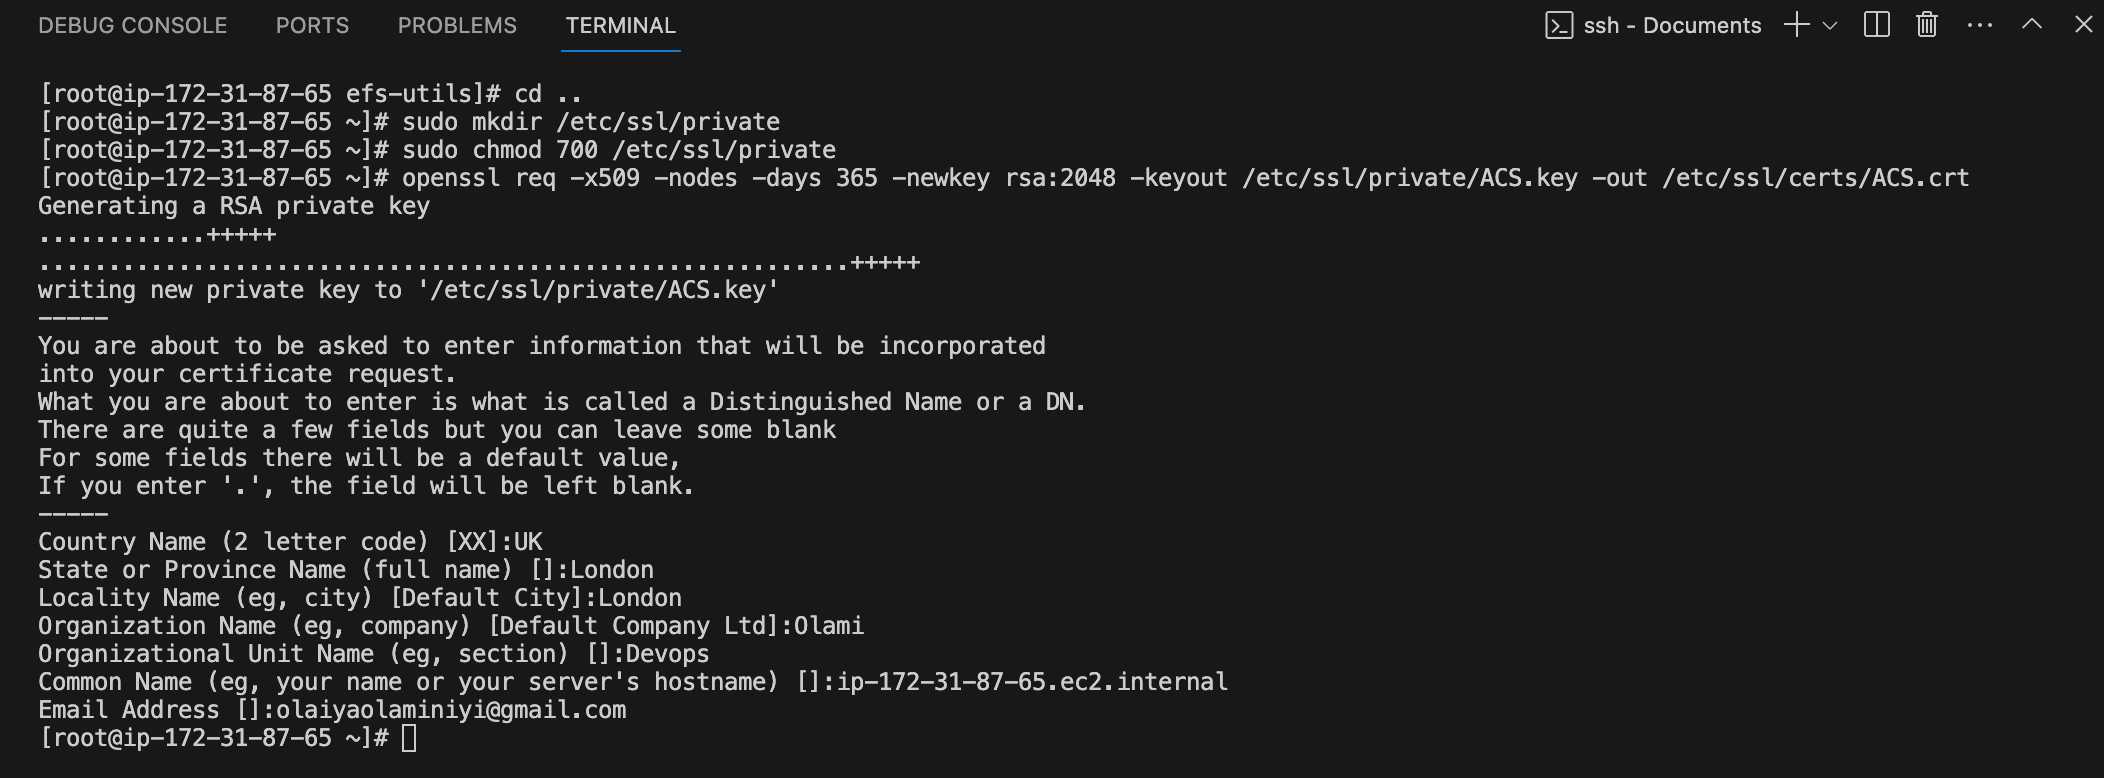 DEBUG CONSOLE PORTS PROBLEMS TERMINAL ssh - Documents
[root@ip-172-31-87-65 efs-utils]# cd ..
[root@ip-172-31-87-65 ~]# sudo mkdir /etc/ssl/private
[root@ip-172-31-87-65 ~]# sudo chmod 700 /etc/ssl/private
[root@ip-172-31-87-65 ~]# openssl req -x509 -nodes -days 365 -newkey rsa:2048 -keyout /etc/ssl/private/ACS.key -out /etc/ssl/certs/ACS.crt
Generating a RSA private key
............+++++
..........................................................+++++
writing new private key to '/etc/ssl/private/ACS.key'
-----
You are about to be asked to enter information that will be incorporated
into your certificate request.
What you are about to enter is what is called a Distinguished Name or a DN.
There are quite a few fields but you can leave some blank
For some fields there will be a default value,
If you enter '.', the field will be left blank.
-----
Country Name (2 letter code) [XX]:UK
State or Province Name (full name) []:London
Locality Name (eg, city) [Default City]:London
Organization Name (eg, company) [Default Company Ltd]:Olami
Organizational Unit Name (eg, section) []:Devops
Common Name (eg, your name or your server's hostname) []:ip-172-31-87-65.ec2.internal
Email Address []:olaiyaolaminiyi@gmail.com
[root@ip-172-31-87-65 ~]#